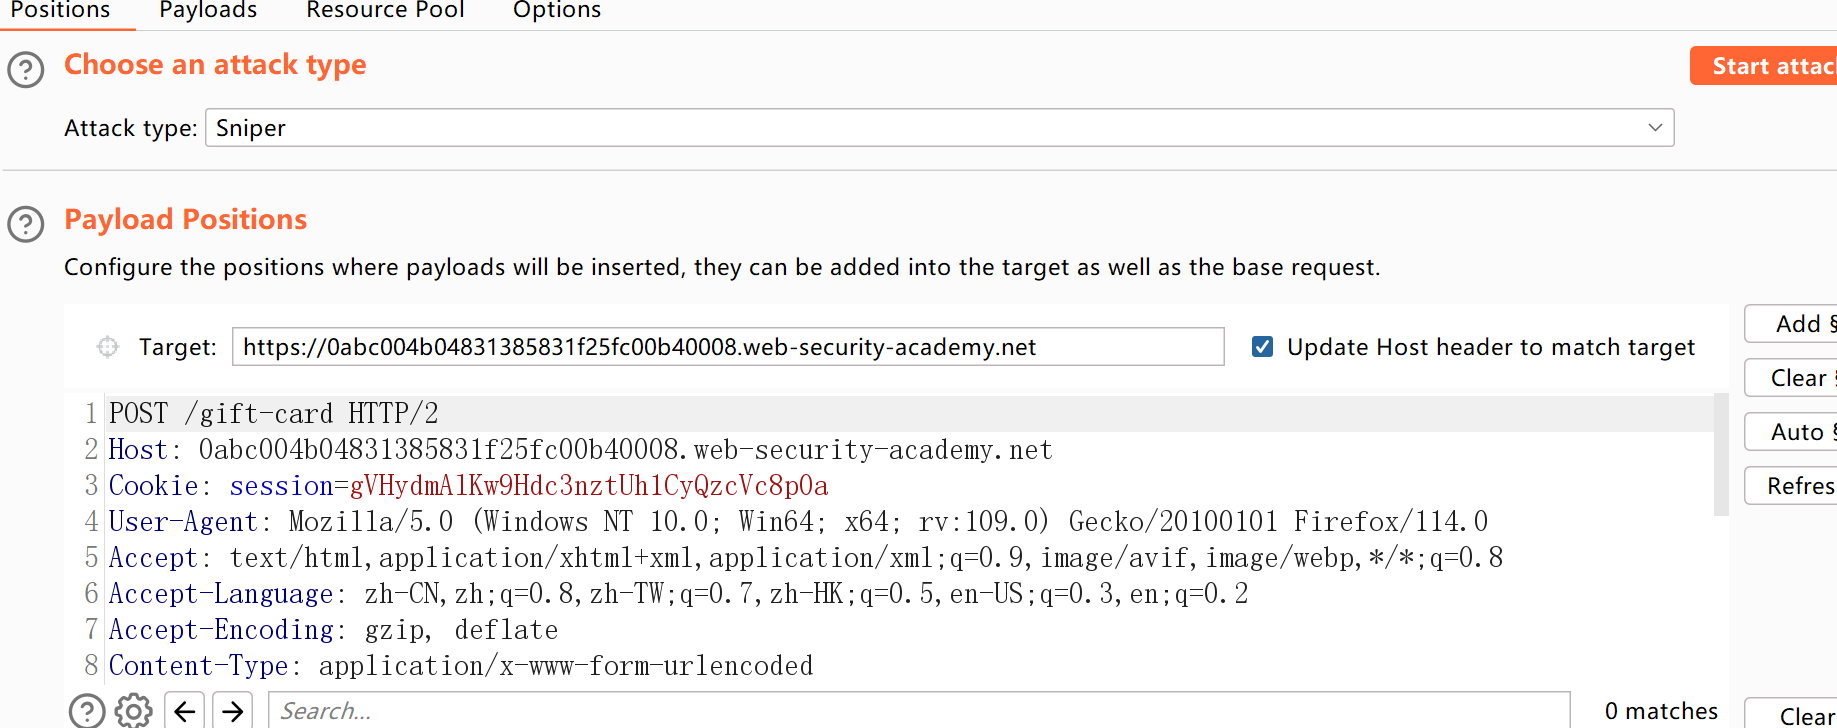 Positions Payloads Resource Pool Options
Choose an attack type
Start attac
Attack type: Sniper
Payload Positions
Configure the positions where payloads will be inserted, they can be added into the target as well as the base request.
Add §
Target: https://0abc004b04831385831f25fc00b40008.web-security-academy.net Update Host header to match target
Clear §
1 POST /gift-card HTTP/2
Auto §
2 Host: 0abc004b04831385831f25fc00b40008.web-security-academy.net
3 Cookie: session=gVHydmAlKw9Hdc3nztUh1CyQzcVc8p0a
Refres
4 User-Agent: Mozilla/5.0 (Windows NT 10.0; Win64; x64; rv:109.0) Gecko/20100101 Firefox/114.0
5 Accept: text/html,application/xhtml+xml,application/xml;q=0.9,image/avif,image/webp,*/*;q=0.8
6 Accept-Language: zh-CN,zh;q=0.8,zh-TW;q=0.7,zh-HK;q=0.5,en-US;q=0.3,en;q=0.2
7 Accept-Encoding: gzip, deflate
8 Content-Type: application/x-www-form-urlencoded
Search... 0 matches Clear